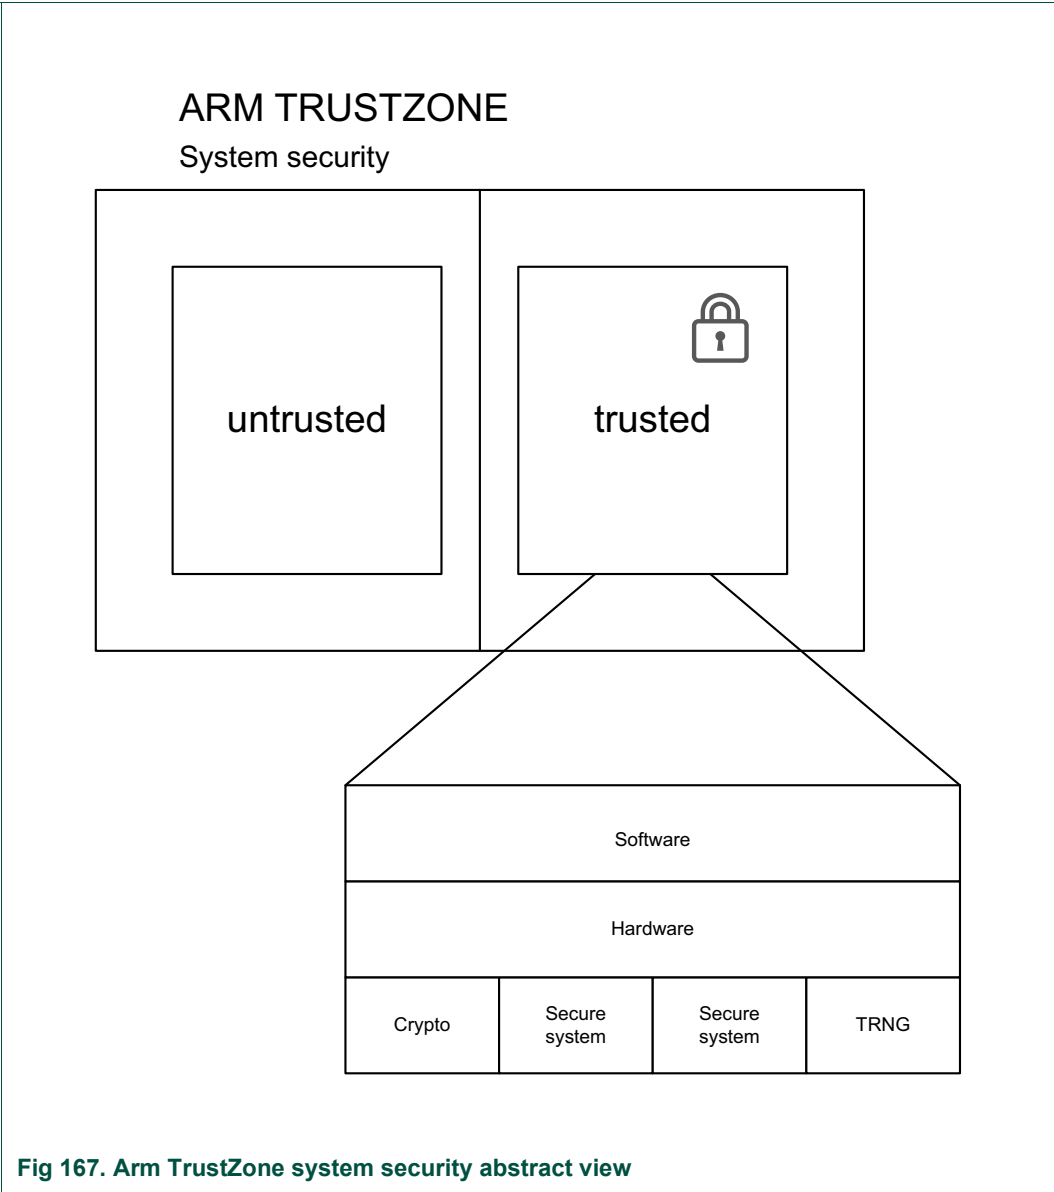 ARM TRUSTZONE
System security
untrusted
trusted
Software
Hardware
Crypto
Secure
system
Secure
system
TRNG
Fig 167. Arm TrustZone system security abstract view